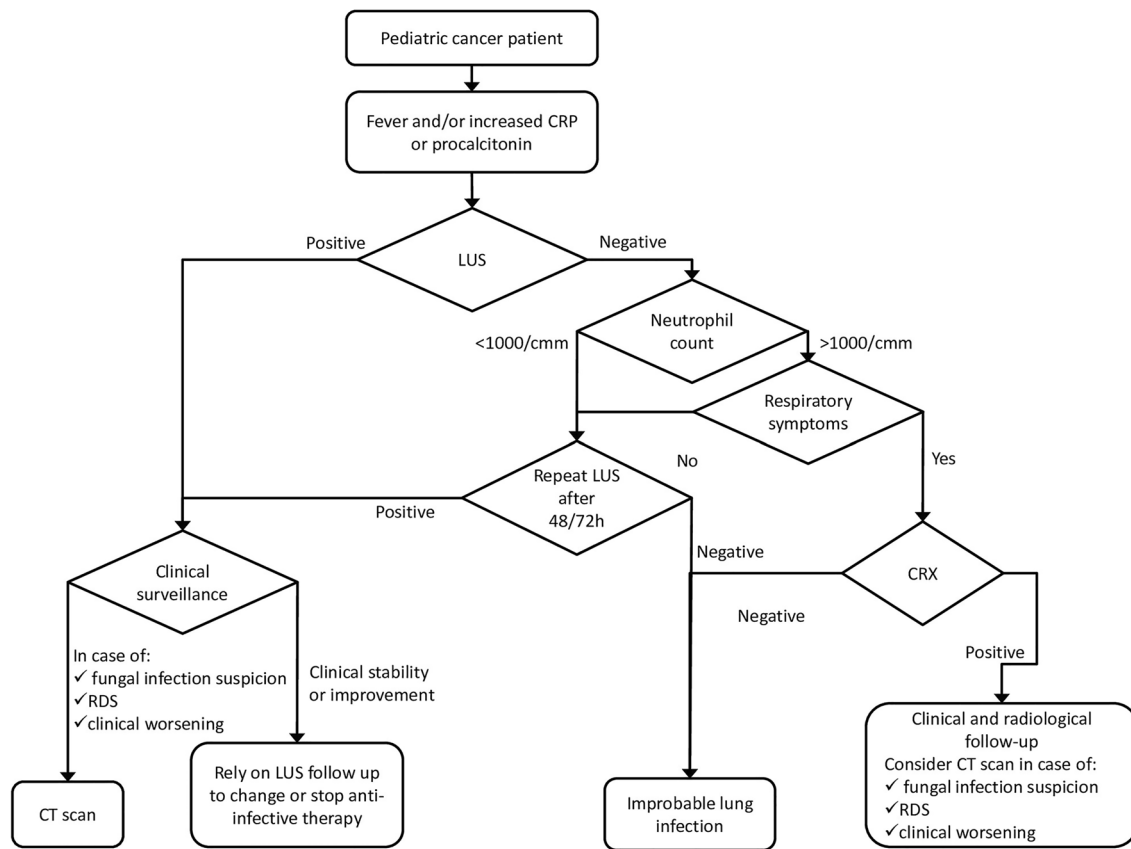 Pediatric cancer patient
Fever and/or increased CRP
or procalcitonin
Positive
LUS
Negative
Neutrophil
count
<1000/cmm
>1000/cmm
Respiratory
symptoms
Repeat LUS
after
48/72h
No
Yes
Positive
Negative
CRX
Negative
Positive
Clinical
surveillance
In case of:
✓ fungal infection suspicion
✓RDS
✓clinical worsening
Clinical stability
or improvement
CT scan
Rely on LUS follow up
to change or stop anti-
infective therapy
Improbable lung
infection
Clinical and radiological
follow-up
Consider CT scan in case of:
✓ fungal infection suspicion
✓RDS
✓clinical worsening